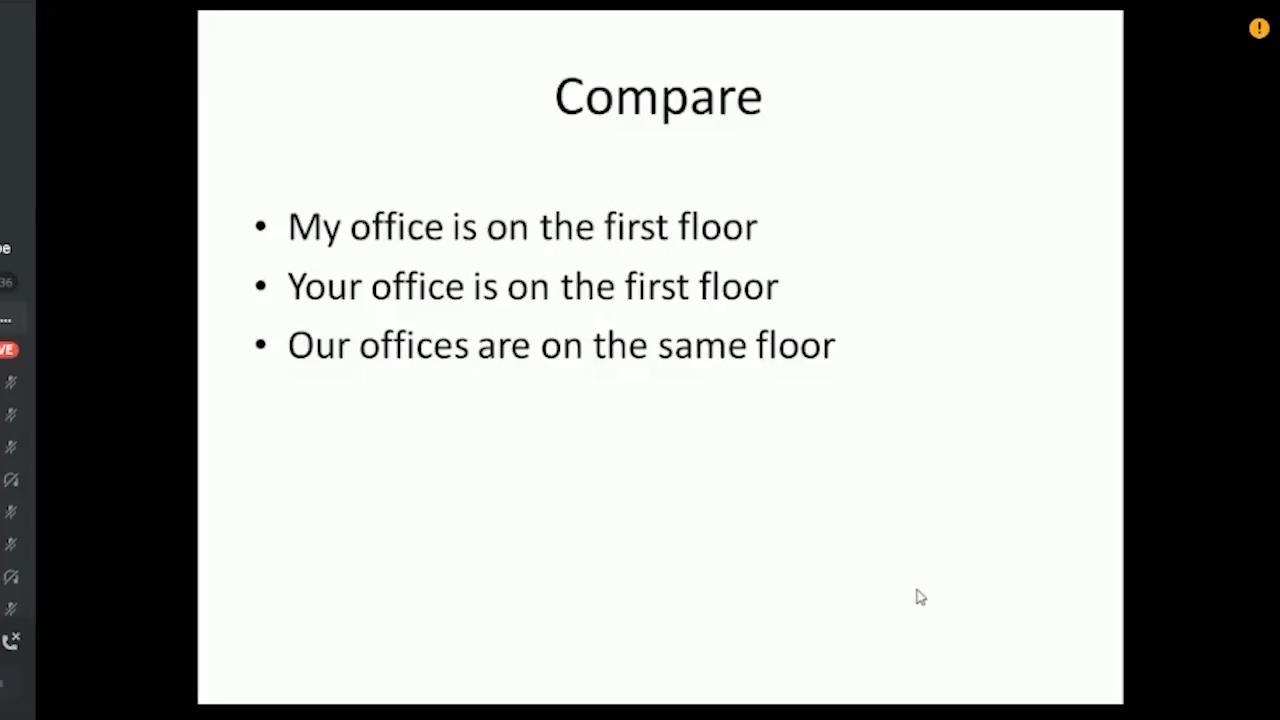 Compare
• My office is on the first floor
• Your office is on the first floor
• Our offices are on the same floor
36
...